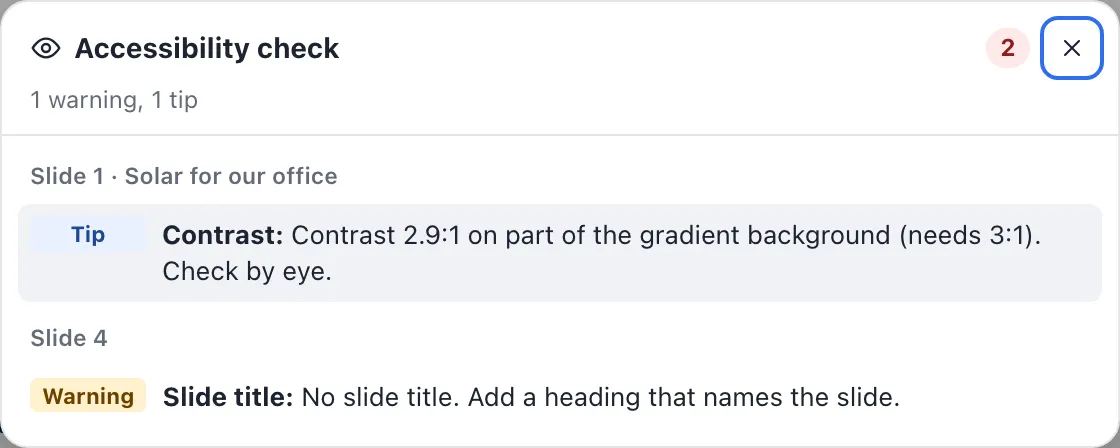 Accessibility check
2
1 warning, 1 tip
Slide 1 · Solar for our office
Tip
Contrast: Contrast 2.9:1 on part of the gradient background (needs 3:1).
Check by eye.
Slide 4
Warning
Slide title: No slide title. Add a heading that names the slide.